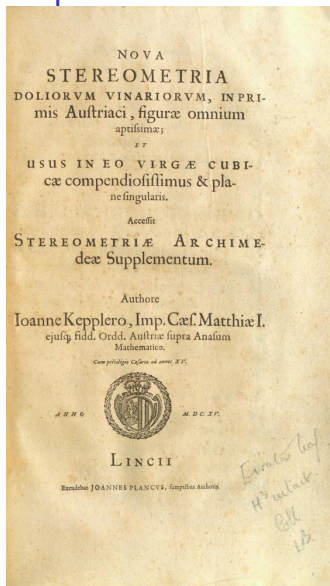 NOVA
STEREOMETRIA
DOLIORVM VINARIORVM, IN PRI-
mis Auſtriaci, figuræ omnium
aptiſsimæ;
ET
USUS IN EO VIRGÆ CUBI-
cæ compendioſiſsimus & pla-
ne ſingularis.
Acceſsit
STEREOMETRIÆ ARCHIME-
deæ Supplementum.
Authore
Ioanne Kepplero, Imp. Cæſ. Matthiæ I.
ejusq; fidd. Ordd. Auſtriæ ſupra Anaſum
Mathematico.
Cum privilegio Cæſareo ad annos XV.
ANNO M. DC. XV.
LINCII
Excudebat JOANNES PLANCVS, ſumptibus Authoris.